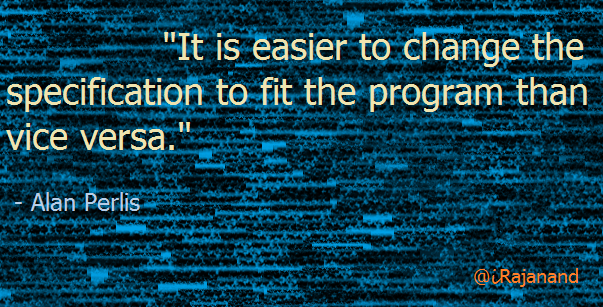 "It is easier to change the
specification to fit the program than
vice versa."
- Alan Perlis
@iRajanand